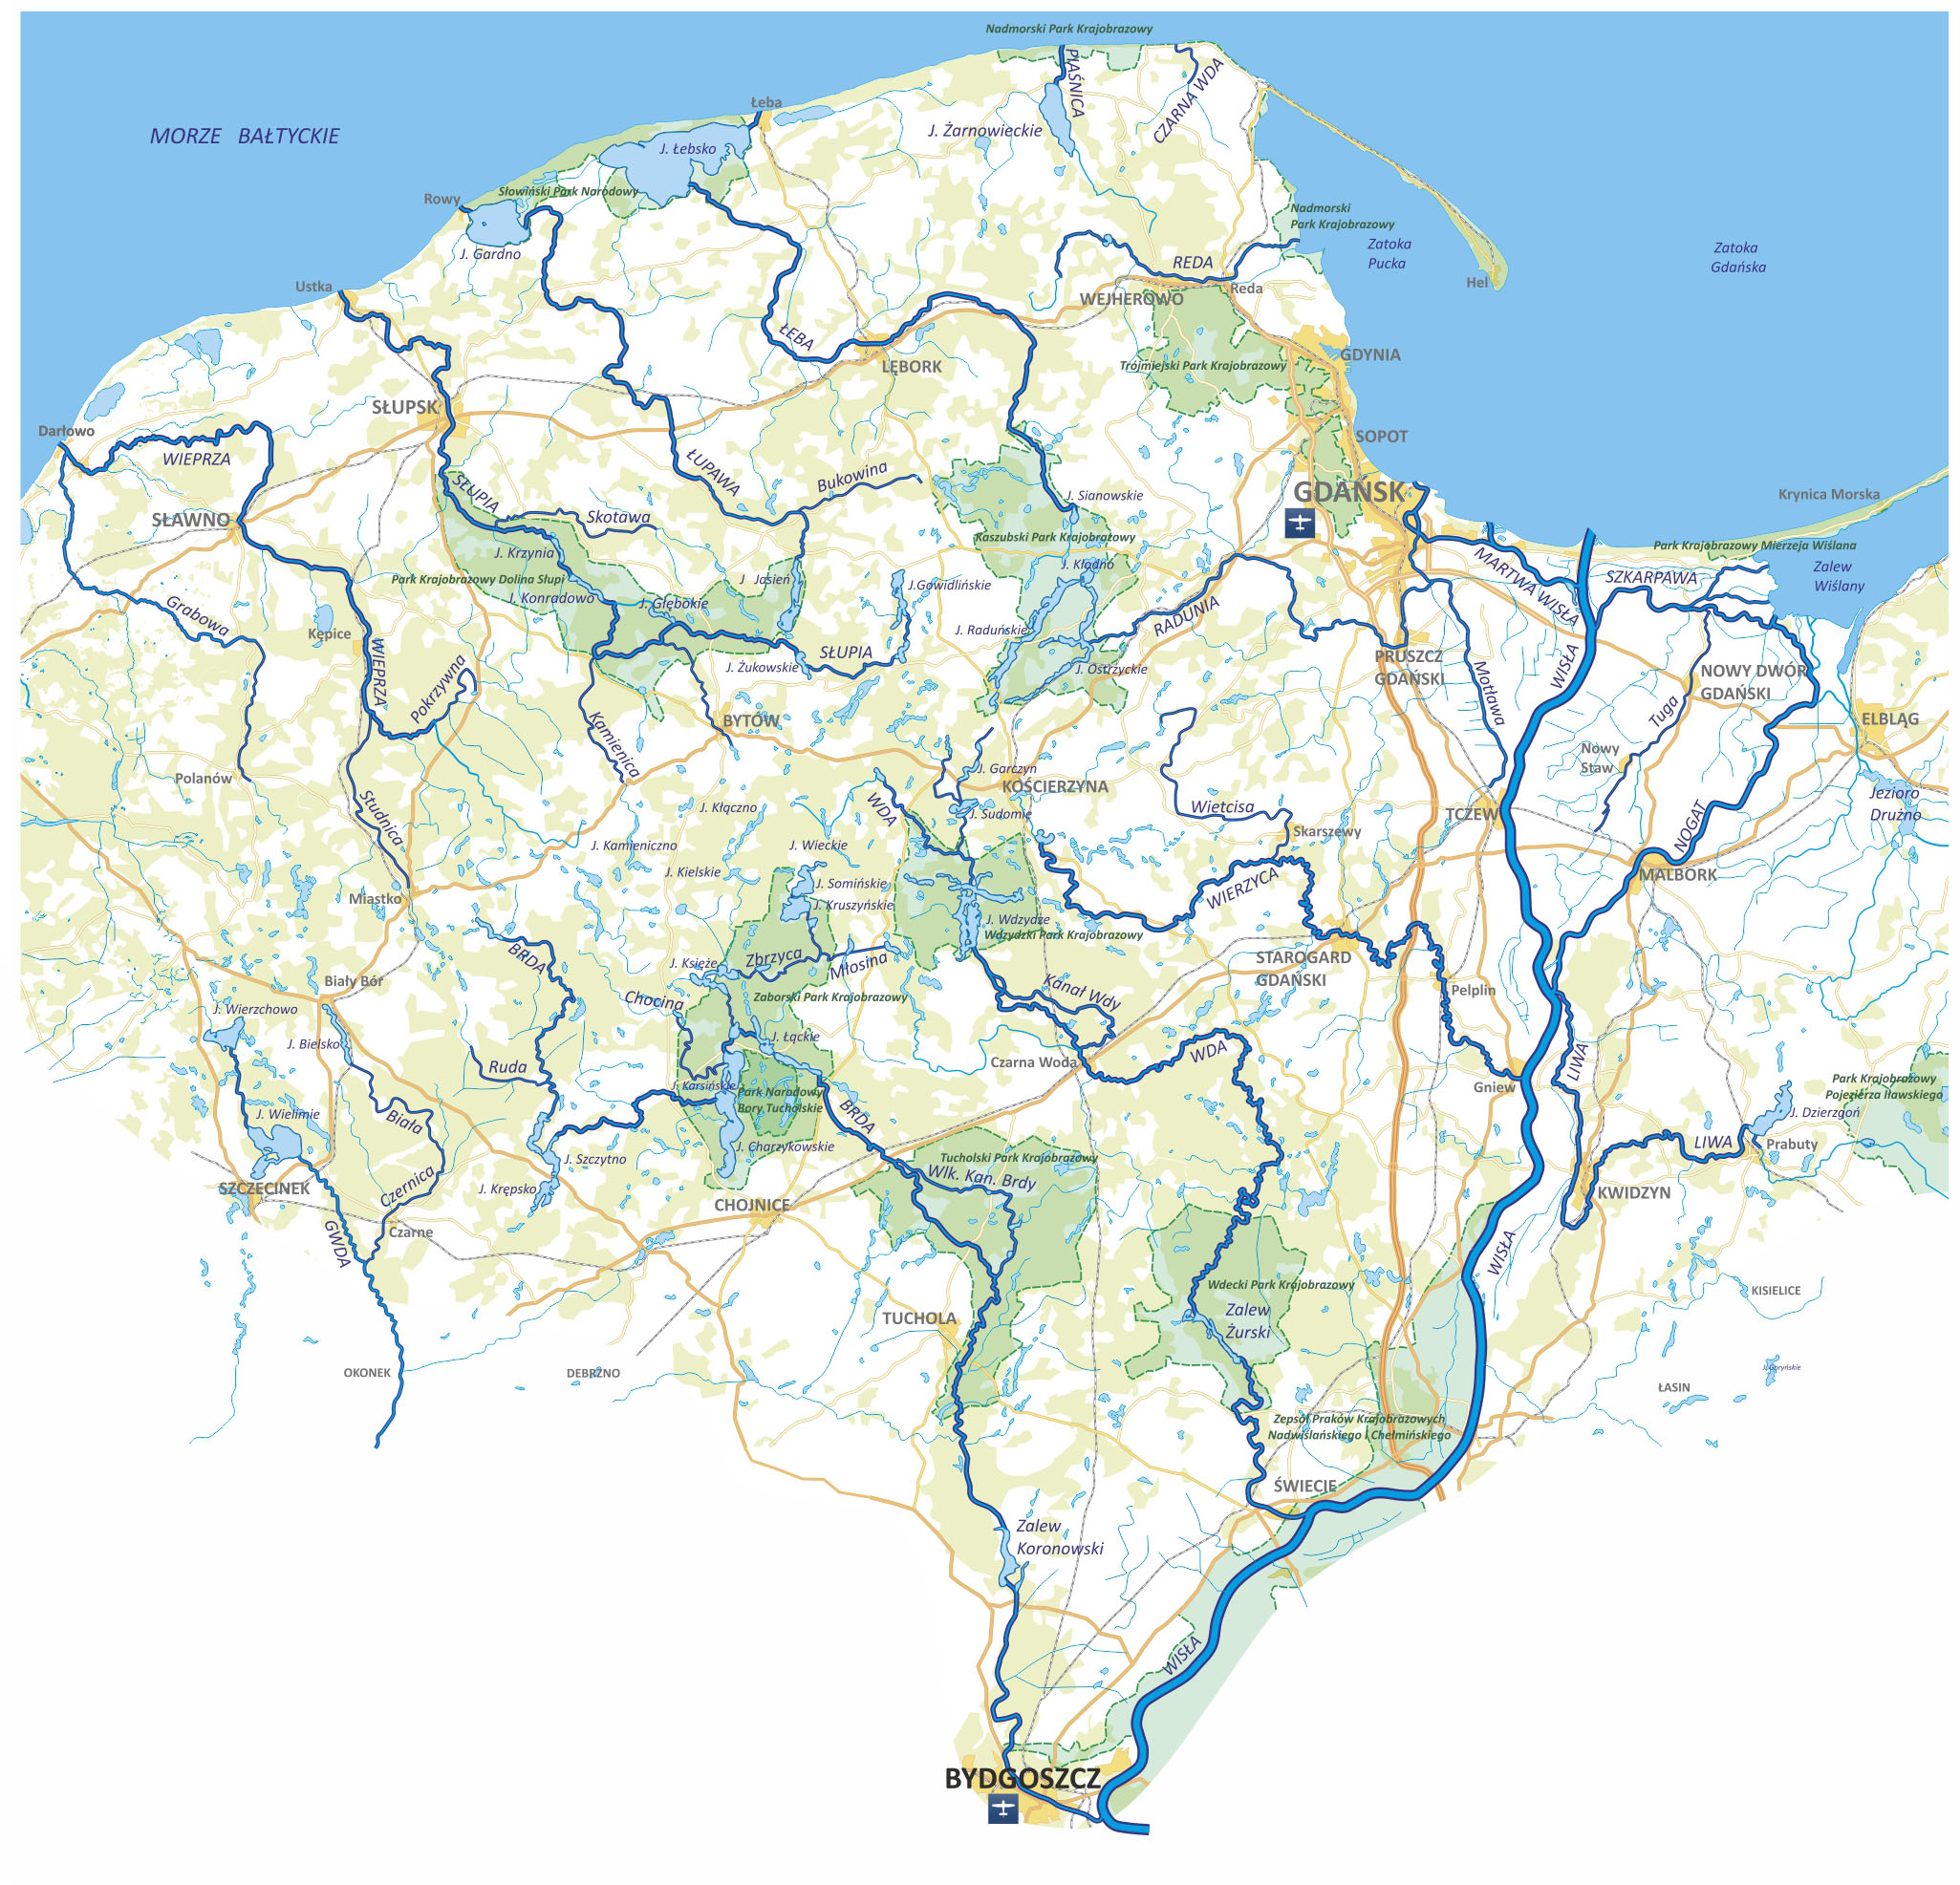 Nadmorski Park Krajobrazowy
PIAŚNICA
CZARNA WDA
Łeba
MORZE BAŁTYCKIE
J. Żarnowieckie
J. Łebsko
Słowiński Park Narodowy
Rowy
Nadmorski
Park Krajobrazowy
Zatoka
Pucka
Zatoka
Gdańska
J. Gardno
REDA
Reda
Hel
Ustka
WEJHEROWO
ŁEBA
LĘBORK
GDYNIA
Trójmiejski Park Krajobrazowy
SŁUPSK
Darłowo
WIEPRZA
SOPOT
ŁUPAWA
Bukowina
SŁUPIA
GDAŃSK
J. Sianowskie
Krynica Morska
SŁAWNO
Skotawa
Kaszubski Park Krajobrazowy
Park Krajobrazowy Mierzeja Wiślana
J. Krzynia
J. Kłodno
MARTWA WISŁA
SZKARPAWA
Zalew
Wiślany
Park Krajobrazowy Dolina Słupi
J Jasień
J.Gowidlińskie
J. Konradowo
J. Głębokie
Grabowa
RADUNIA
Kępice
J. Raduńskie
WIEPRZA
SŁUPIA
J. Żukowskie
J. Ostrzyckie
PRUSZCZ
GDAŃSKI
WISŁA
NOWY DWÓR
GDAŃSKI
Pokrzywna
Motława
Tuga
BYTÓW
ELBLĄG
Kamienica
Nowy
Staw
Polanów
J. Garczyn
KOŚCIERZYNA
Jezioro
Drużno
WDA
J. Kłączno
J. Sudomie
Wietcisa
TCZEW
Studnica
Skarszewy
NOGAT
J. Kamieniczno
J. Wieckie
J. Kielskie
J. Somińskie
MALBORK
WIERZYCA
Miastko
J. Kruszyńskie
J. Wdzydze
Wdzydzki Park Krajobrazowy
BRDA
Zbrzyca
Młosina
J. Księże
STAROGARD
GDAŃSKI
Biały Bór
Kanał Wdy
Pelplin
Zaborski Park Krajobrazowy
Chocina
J. Wierzchowo
J. Bielsko
J. Łąckie
Czarna Woda
WDA
LIWA
Ruda
J. Karsińskie
Park Narodowy
Bory Tucholskie
Gniew
Park Krajobrazowy
Pojezierza Iławskiego
J. Wielimie
Biała
BRDA
J. Dzierzgoń
J. Charzykowskie
LIWA
Prabuty
J. Szczytno
Tucholski Park Krajobrazowy
Czernica
Wlk. Kan. Brdy
SZCZECINEK
J. Krępsko
KWIDZYN
CHOJNICE
GWDA
Czarne
WISŁA
Wdecki Park Krajobrazowy
KISIELICE
Zalew
Żurski
TUCHOLA
OKONEK
DEBRZNO
ŁASIN
Zepsół Praków Krajobrazowych
Nadwiślańskiego i Chełmińskiego
ŚWIECIE
Zalew
Koronowski
WISŁA
BYDGOSZCZ